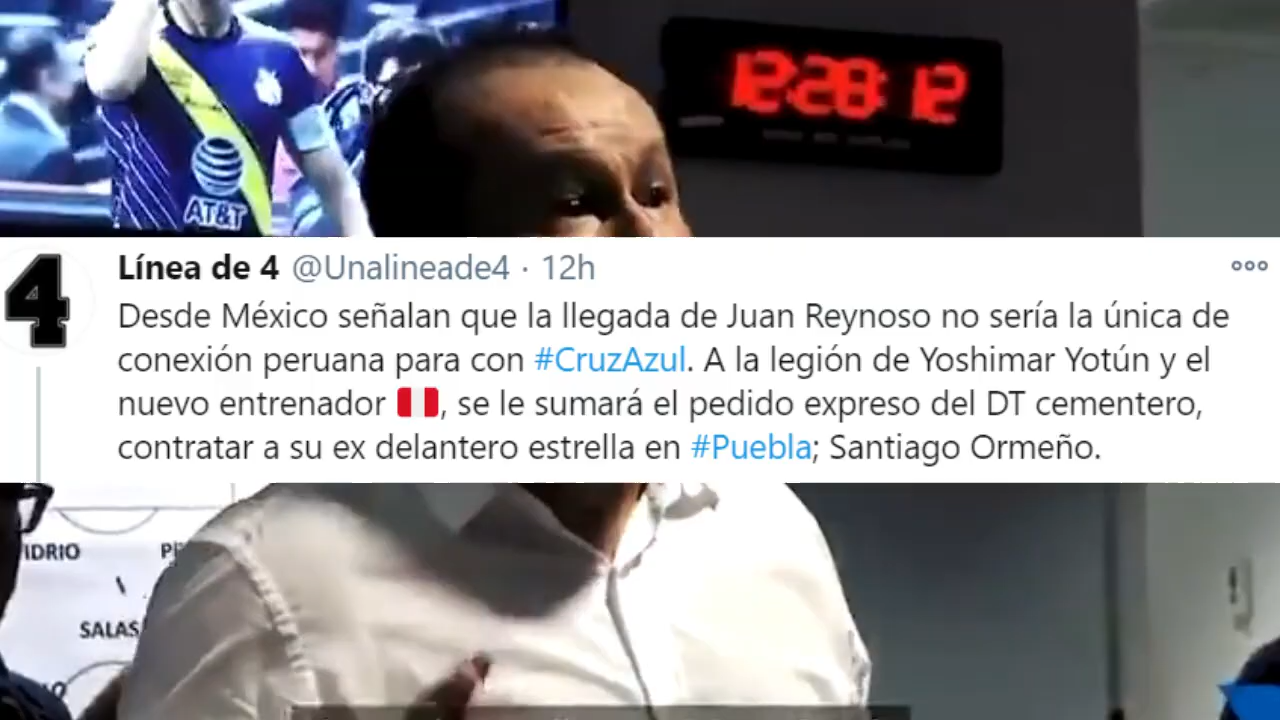 12:28 12
AT&T
4
Línea de 4 @Unalineade4 · 12h
Desde México señalan que la llegada de Juan Reynoso no sería la única de
conexión peruana para con #CruzAzul. A la legión de Yoshimar Yotún y el
nuevo entrenador 🇵🇪, se le sumará el pedido expreso del DT cementero,
contratar a su ex delantero estrella en #Puebla; Santiago Ormeño.
IDRIO
SALAS